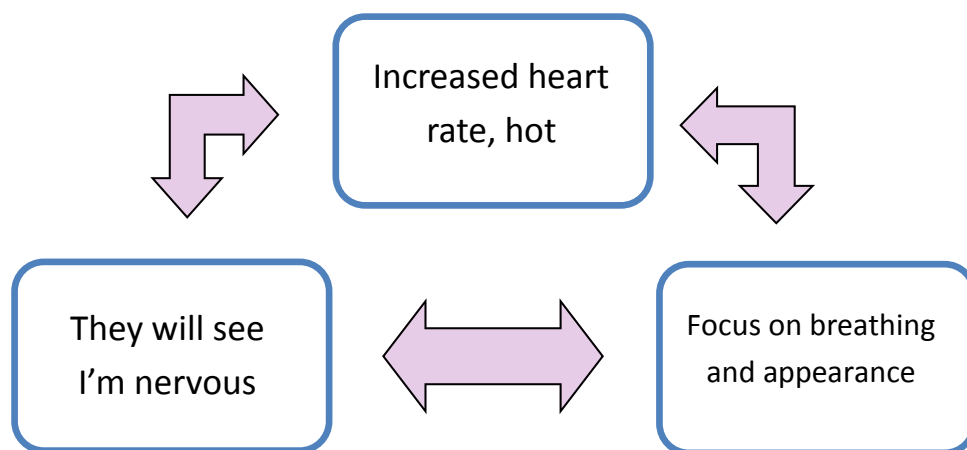 Increased heart
rate, hot
They will see
I’m nervous
Focus on breathing
and appearance